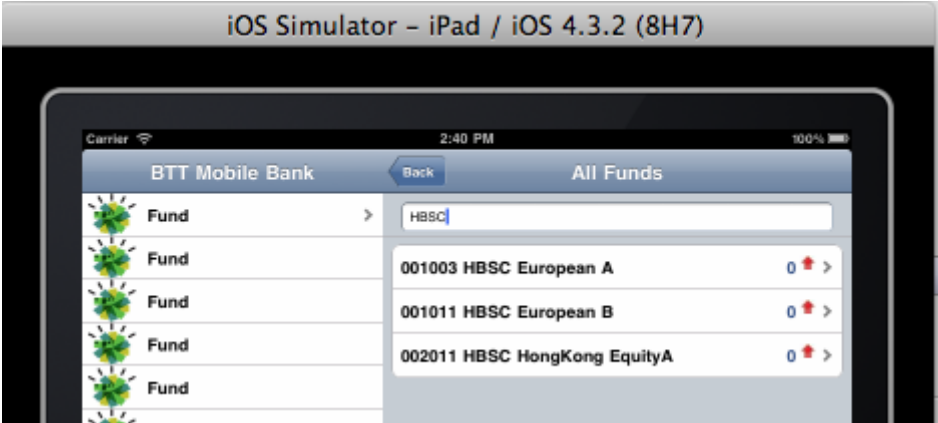 iOS Simulator – iPad / iOS 4.3.2 (8H7)
Carrier 2:40 PM 100%
BTT Mobile Bank Back All Funds
Fund
HBSC
Fund
001003 HBSC European A 0
Fund
001011 HBSC European B 0
Fund
002011 HBSC HongKong EquityA 0
Fund